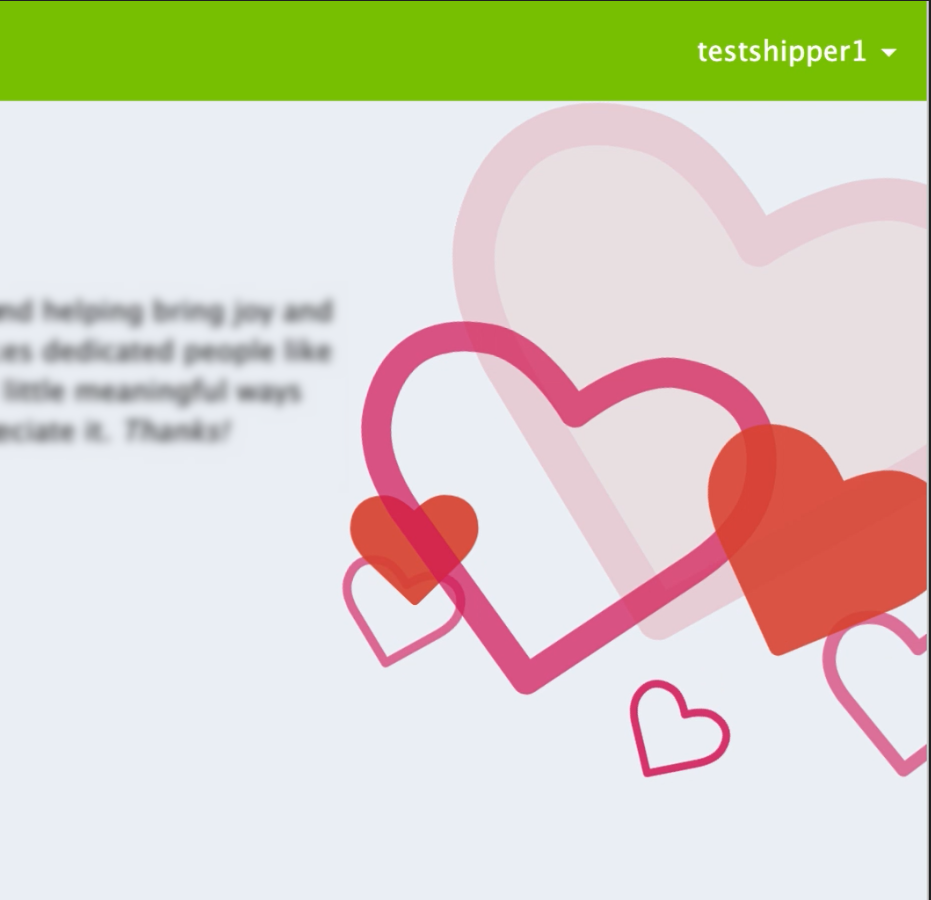 testshipper1
nd helping bring joy and
es dedicated people like
little meaningful ways
eciate it. Thanks!